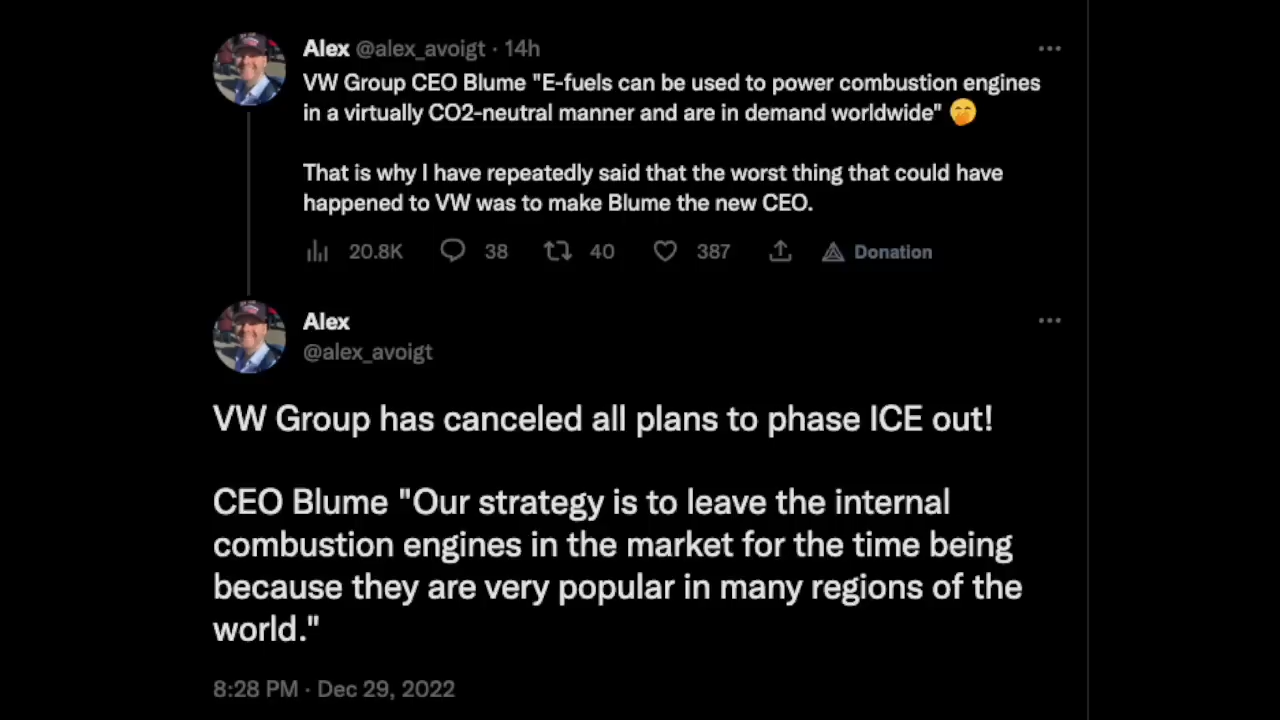 Alex @alex_avoigt · 14h
VW Group CEO Blume "E-fuels can be used to power combustion engines
in a virtually CO2-neutral manner and are in demand worldwide" 🤭
That is why I have repeatedly said that the worst thing that could have
happened to VW was to make Blume the new CEO.
20.8K 38 40 387 Donation
Alex
@alex_avoigt
VW Group has canceled all plans to phase ICE out!
CEO Blume "Our strategy is to leave the internal
combustion engines in the market for the time being
because they are very popular in many regions of the
world."
8:28 PM · Dec 29, 2022